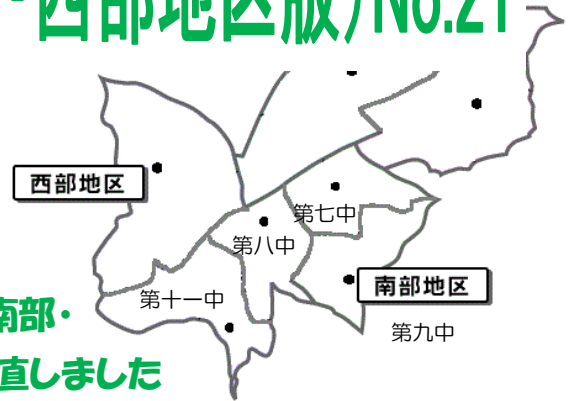 西部地区版)No.21
西部地区
第七中
第八中
南部地区
第十一中
南部・
第九中
直しました